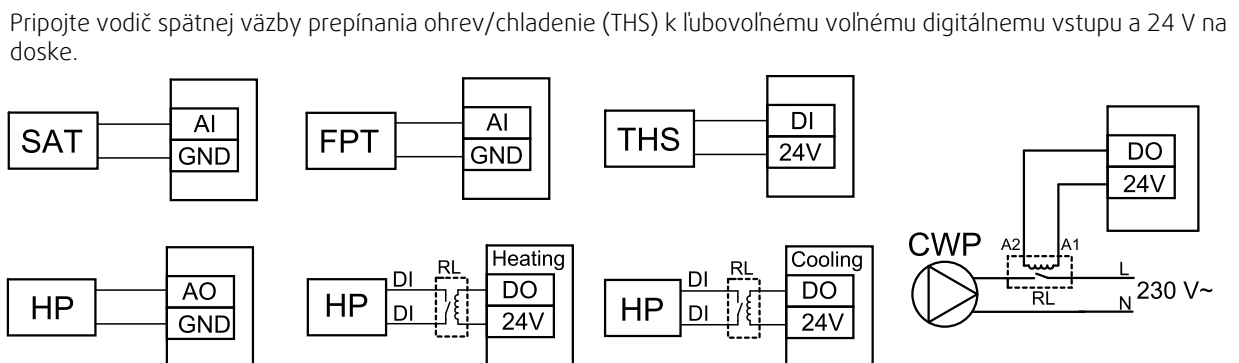 Pripojte vodič spätnej väzby prepínania ohrev/chladenie (THS) k ľubovoľnému voľnému digitálnemu vstupu a 24 V na
doske.
SAT
AI
GND
FPT
AI
GND
THS
DI
24V
DO
24V
CWP
A2
A1
RL
L
N
230 V~
HP
AO
GND
HP
DI
DI
RL
Heating
DO
24V
HP
DI
DI
RL
Cooling
DO
24V